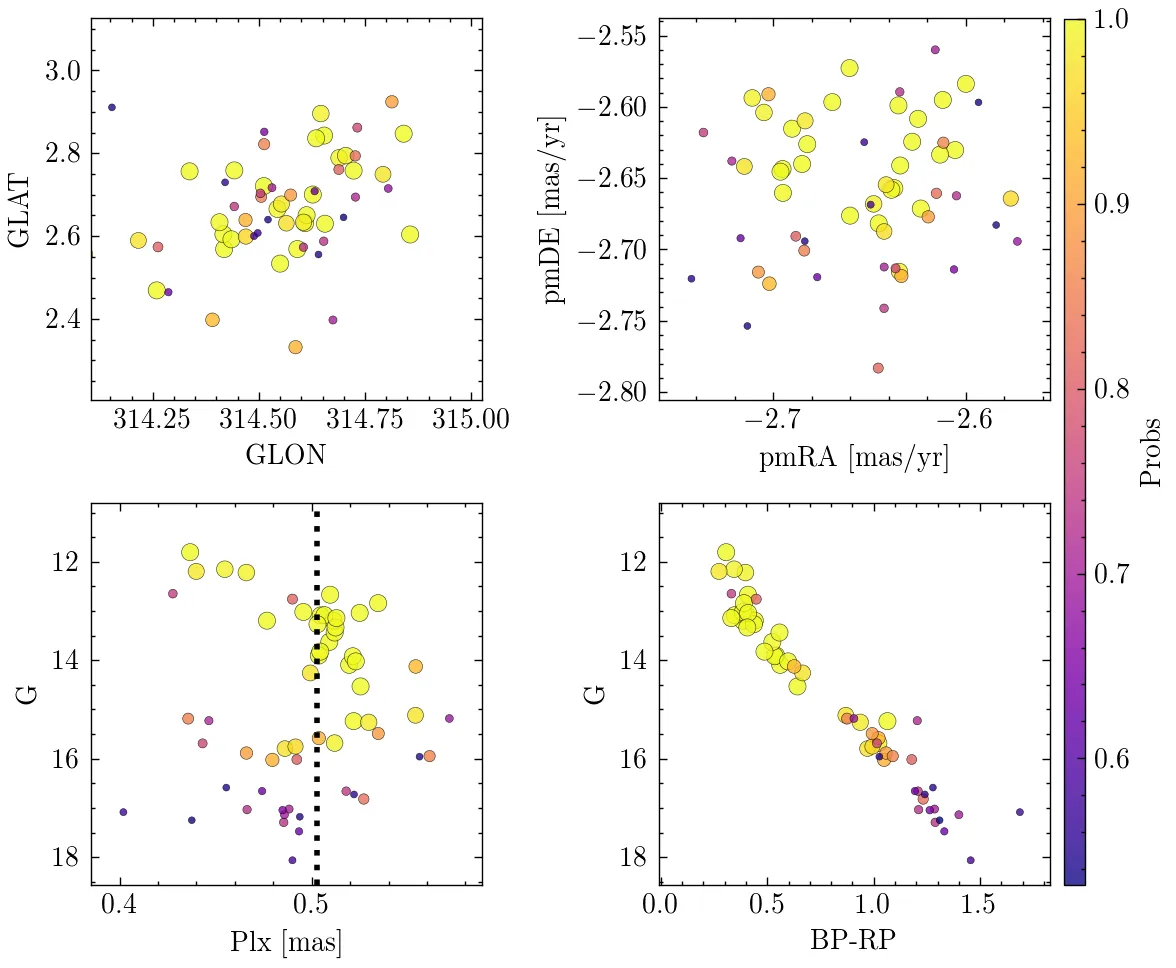 3.0
2.8
2.6
2.4
GLAT
314.25 314.50 314.75 315.00
GLON
−2.55
−2.60
−2.65
−2.70
−2.75
−2.80
pmDE [mas/yr]
−2.7 −2.6
pmRA [mas/yr]
12
14
16
18
G
0.4 0.5
Plx [mas]
12
14
16
18
G
0.0 0.5 1.0 1.5
BP-RP
1.0
0.9
0.8
0.7
0.6
Probs